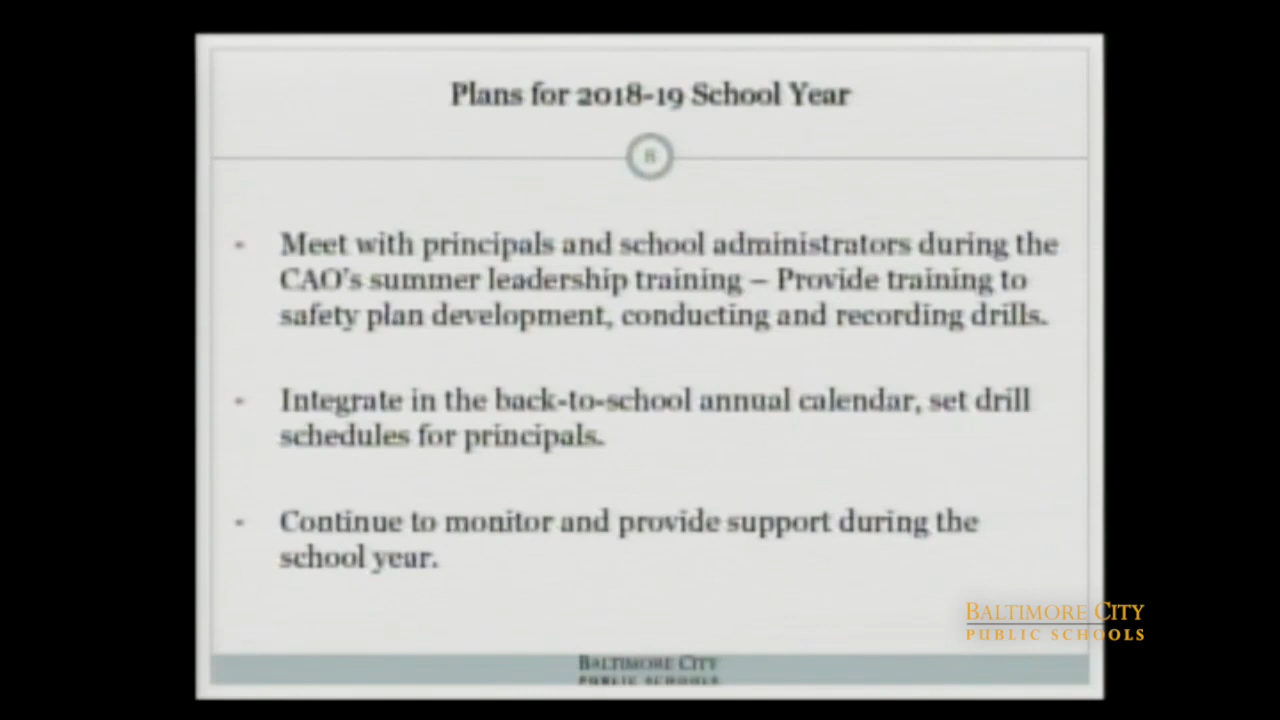 Plans for 2018-19 School Year
8
- Meet with principals and school administrators during the
CAO's summer leadership training – Provide training to
safety plan development, conducting and recording drills.
- Integrate in the back-to-school annual calendar, set drill
schedules for principals.
- Continue to monitor and provide support during the
school year.
BALTIMORE CITY
PUBLIC SCHOOLS
BALTIMORE CITY
PUBLIC SCHOOLS